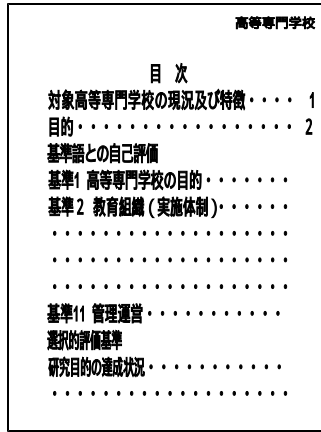 高等専門学校
目 次
対象高等専門学校の現況及び特徴・・・・ 1
目的・・・・・・・・・・・・・・・・・ 2
基準語との自己評価
基準1 高等専門学校の目的・・・・・・・
基準2 教育組織(実施体制)・・・・・・
・・・・・・・・・・・・・・・・・・
・・・・・・・・・・・・・・・・・・
・・・・・・・・・・・・・・・・・・
基準11 管理運営・・・・・・・・・・・
選択的評価基準
研究目的の達成状況・・・・・・・・・・・
・・・・・・・・・・・・・・・・・・